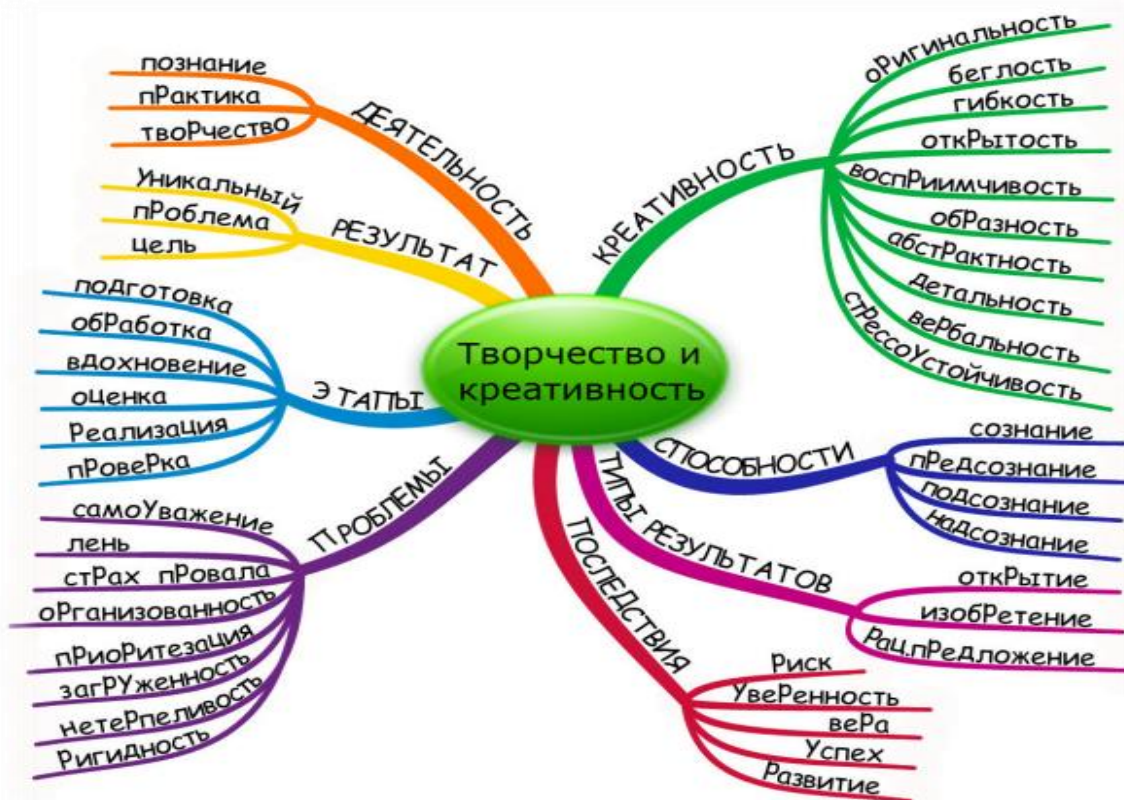 Творчество и
креативность
ДЕЯТЕЛЬНОСТЬ
познание
пРактика
твоРчество
РЕЗУЛЬТАТ
Уникальный
пРоблема
цель
ЭТАПЫ
подготовка
обРаботка
вдохновение
оценка
Реализация
пРовеРка
ПРОБЛЕМЫ
самоУважение
лень
стРах пРовала
оРганизованность
пРиоРитезация
загРУженность
нетеРпеливость
Ригидность
КРЕАТИВНОСТЬ
оРигинальность
беглость
гибкость
откРытость
воспРиимчивость
обРазность
абстРактность
детальность
веРбальность
стРессоУстойчивость
СПОСОБНОСТИ
сознание
пРедсознание
подсознание
надсознание
ТИПЫ РЕЗУЛЬТАТОВ
откРытие
изобРетение
Рац.пРедложение
ПОСЛЕДСТВИЯ
Риск
УвеРенность
веРа
Успех
Развитие